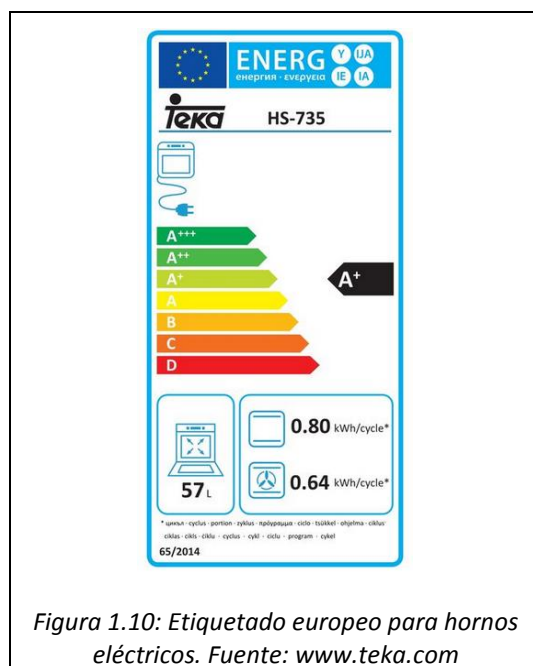 ENERG Y IJA
енергия · ενεργεια IE IA
Teka HS-735
A+++
A++
A+ A+
A
B
C
D
0.80 kWh/cycle*
57 L 0.64 kWh/cycle*
* цикъл · cyclus · portion · zyklus · πρόγραμμα · ciclo · tsükkel · ohjelma · ciklus
ciklas · cikls · ċiklu · cyclus · cykl · ciclu · program · cykel
65/2014
Figura 1.10: Etiquetado europeo para hornos
eléctricos. Fuente: www.teka.com